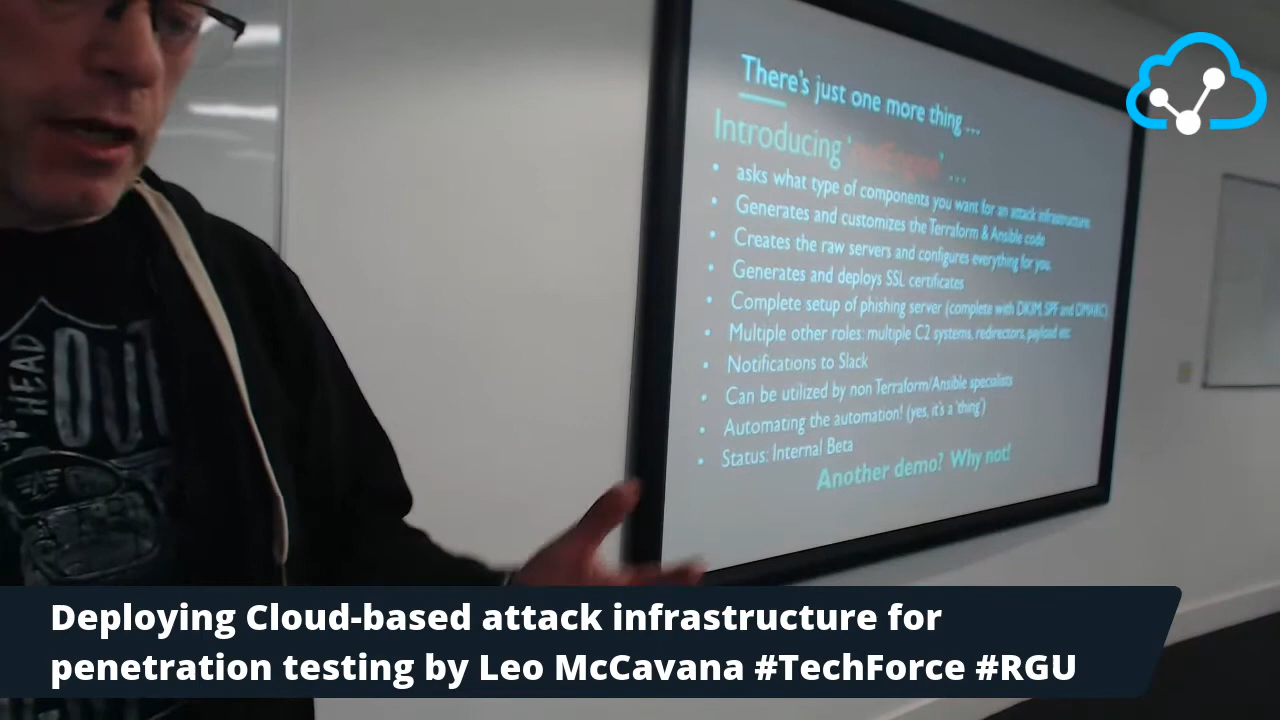 There's just one more thing ...
Introducing ' ' ...
• asks what type of components you want for an attack infrastructure.
• Generates and customizes the Terraform & Ansible code
• Creates the raw servers and configures everything for you.
• Generates and deploys SSL certificates
• Complete setup of phishing server (complete with DKIM, SPF and DMARC)
• Multiple other roles: multiple C2 systems, redirectors, payload etc
• Notifications to Slack
• Can be utilized by non Terraform/Ansible specialists
• Automating the automation! (yes, it's a 'thing')
• Status: Internal Beta
Another demo? Why not!
HEAD
OUT
Deploying Cloud-based attack infrastructure for
penetration testing by Leo McCavana #TechForce #RGU